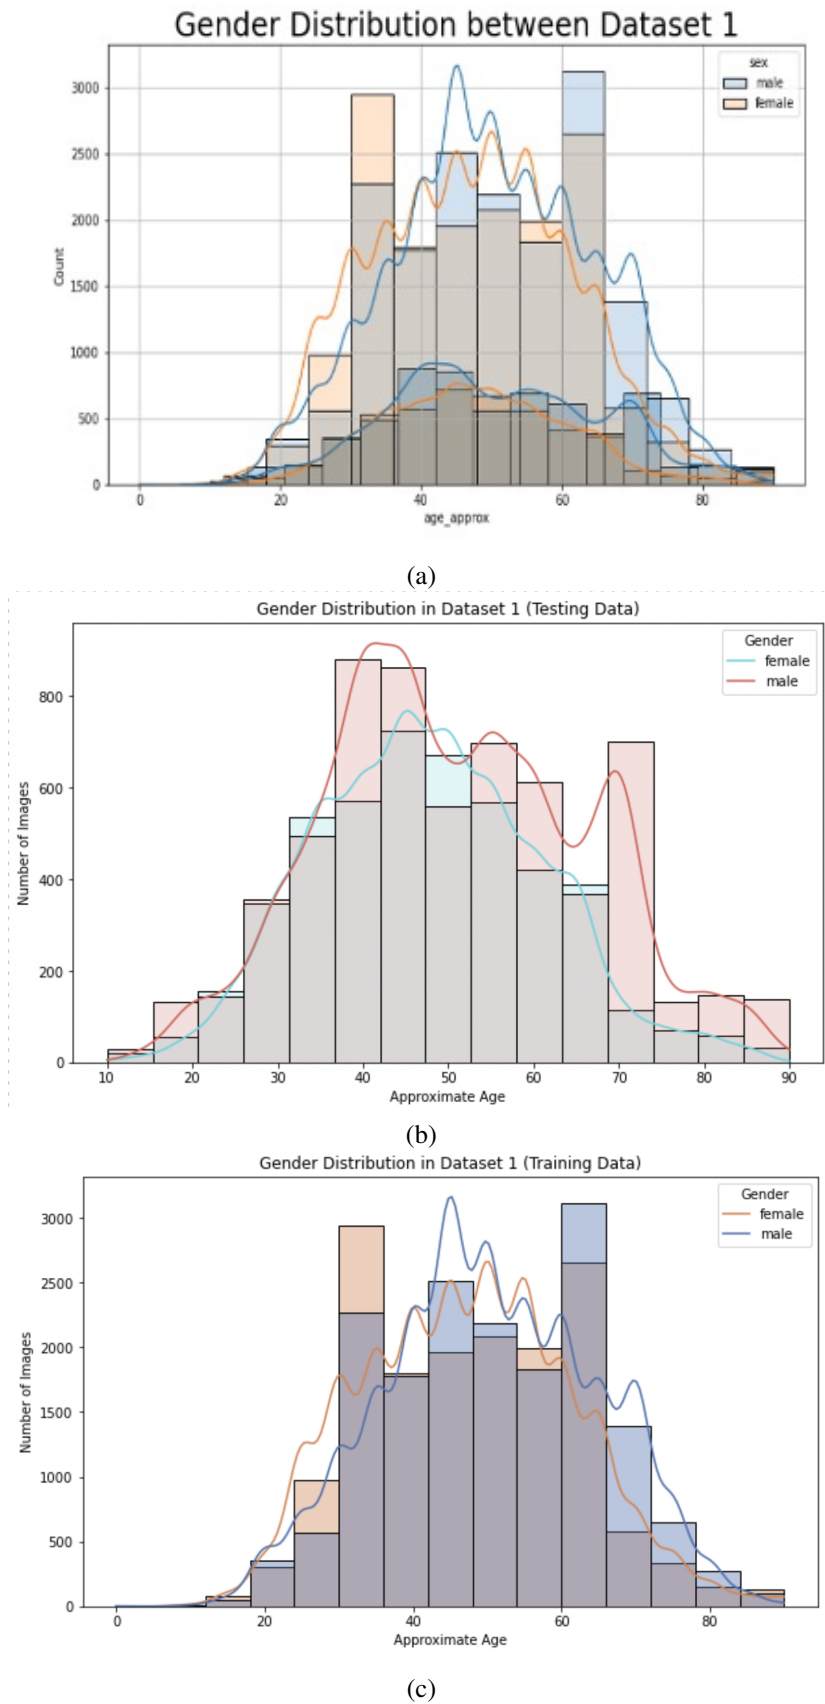 Gender Distribution between Dataset 1
sex
male
female
3000
2500
2000
1500
1000
500
0
Count
0 20 40 60 80
age_approx
(a)
Gender Distribution in Dataset 1 (Testing Data)
Gender
female
male
800
600
400
200
0
Number of Images
10 20 30 40 50 60 70 80 90
Approximate Age
(b)
Gender Distribution in Dataset 1 (Training Data)
Gender
female
male
3000
2500
2000
1500
1000
500
0
Number of Images
0 20 40 60 80
Approximate Age
(c)